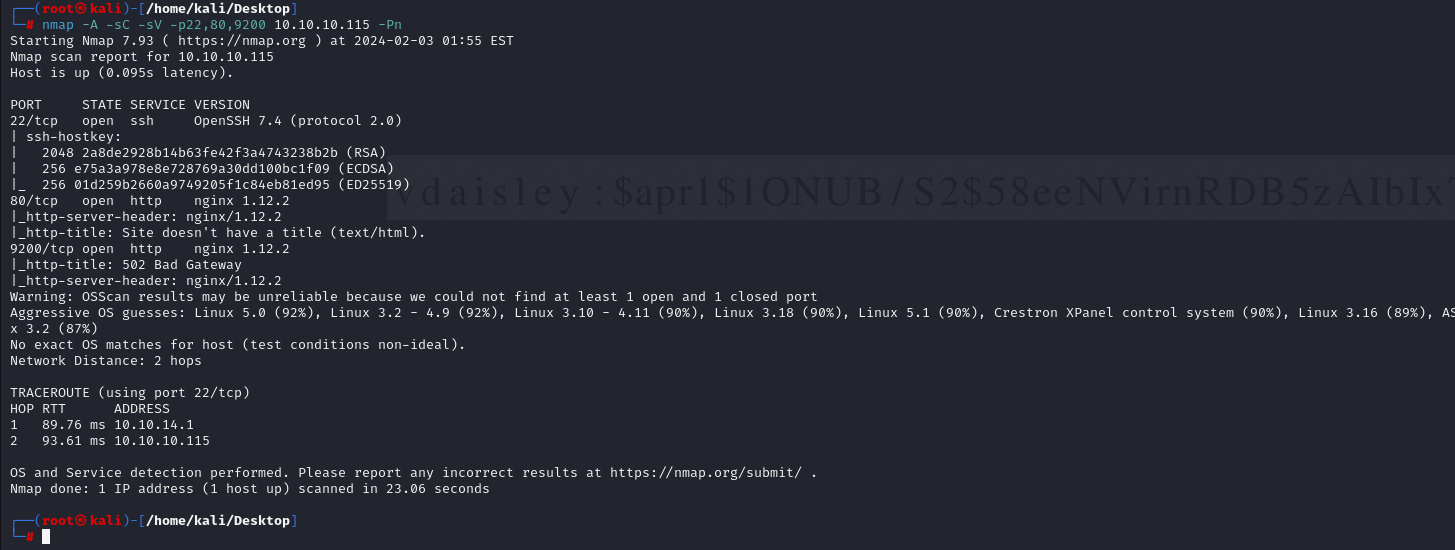 ┌──(root㉿kali)-[/home/kali/Desktop]
└─# nmap -A -sC -sV -p22,80,9200 10.10.10.115 -Pn
Starting Nmap 7.93 ( https://nmap.org ) at 2024-02-03 01:55 EST
Nmap scan report for 10.10.10.115
Host is up (0.095s latency).

PORT     STATE SERVICE VERSION
22/tcp   open  ssh     OpenSSH 7.4 (protocol 2.0)
| ssh-hostkey:
|   2048 2a8de2928b14b63fe42f3a4743238b2b (RSA)
|   256 e75a3a978e8e728769a30dd100bc1f09 (ECDSA)
|_  256 01d259b2660a9749205f1c84eb81ed95 (ED25519)
vdaisley:$apr1$1ONUB/S2$58eeNVirnRDB5zAIbIx
80/tcp   open  http    nginx 1.12.2
|_http-server-header: nginx/1.12.2
|_http-title: Site doesn't have a title (text/html).
9200/tcp open  http    nginx 1.12.2
|_http-title: 502 Bad Gateway
|_http-server-header: nginx/1.12.2
Warning: OSScan results may be unreliable because we could not find at least 1 open and 1 closed port
Aggressive OS guesses: Linux 5.0 (92%), Linux 3.2 - 4.9 (92%), Linux 3.10 - 4.11 (90%), Linux 3.18 (90%), Linux 5.1 (90%), Crestron XPanel control system (90%), Linux 3.16 (89%), AS
x 3.2 (87%)
No exact OS matches for host (test conditions non-ideal).
Network Distance: 2 hops

TRACEROUTE (using port 22/tcp)
HOP RTT      ADDRESS
1   89.76 ms 10.10.14.1
2   93.61 ms 10.10.10.115

OS and Service detection performed. Please report any incorrect results at https://nmap.org/submit/ .
Nmap done: 1 IP address (1 host up) scanned in 23.06 seconds

┌──(root㉿kali)-[/home/kali/Desktop]
└─#